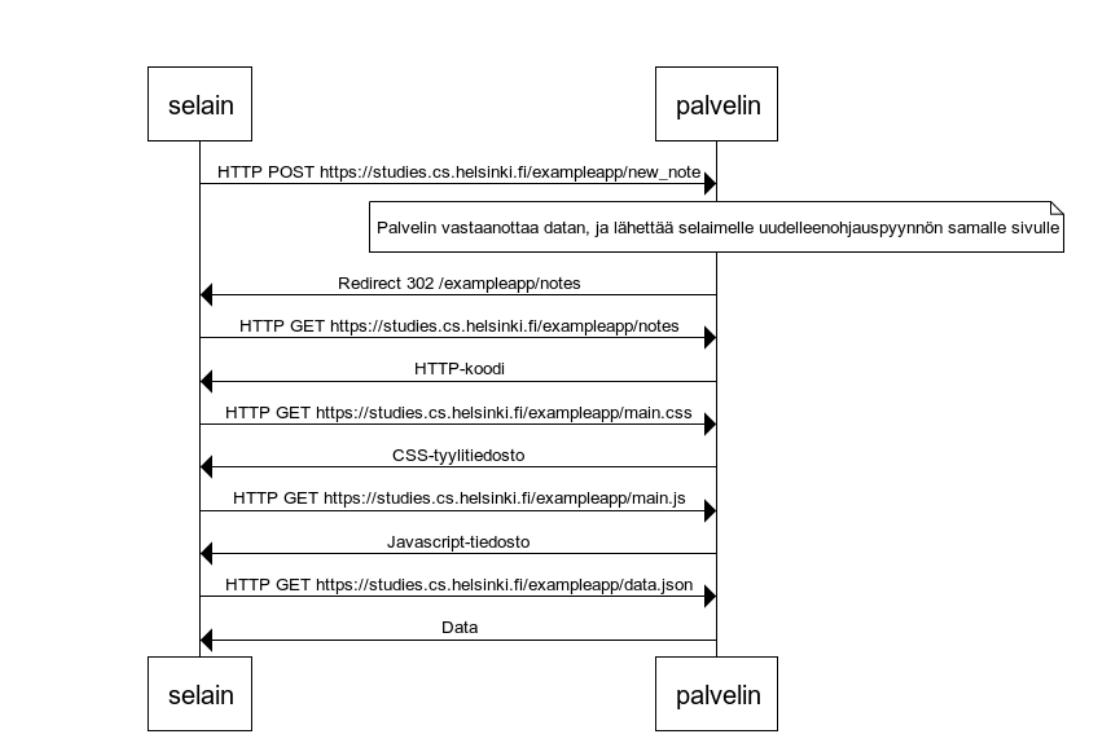 selain
palvelin
HTTP POST https://studies.cs.helsinki.fi/exampleapp/new_note
Palvelin vastaanottaa datan, ja lähettää selaimelle uudelleenohjauspyynnön samalle sivulle
Redirect 302 /exampleapp/notes
HTTP GET https://studies.cs.helsinki.fi/exampleapp/notes
HTTP-koodi
HTTP GET https://studies.cs.helsinki.fi/exampleapp/main.css
CSS-tyylitiedosto
HTTP GET https://studies.cs.helsinki.fi/exampleapp/main.js
Javascript-tiedosto
HTTP GET https://studies.cs.helsinki.fi/exampleapp/data.json
Data
selain
palvelin